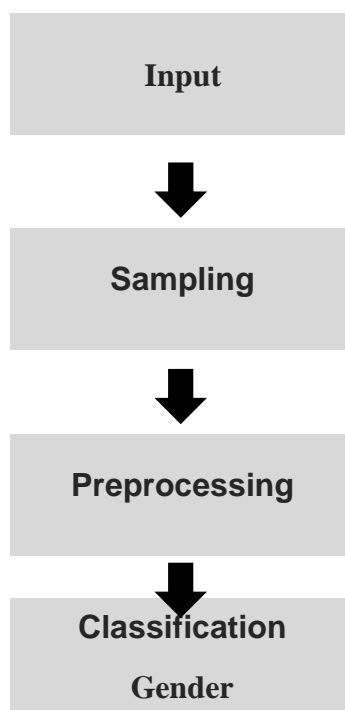 Input
Sampling
Preprocessing
Classification
Gender